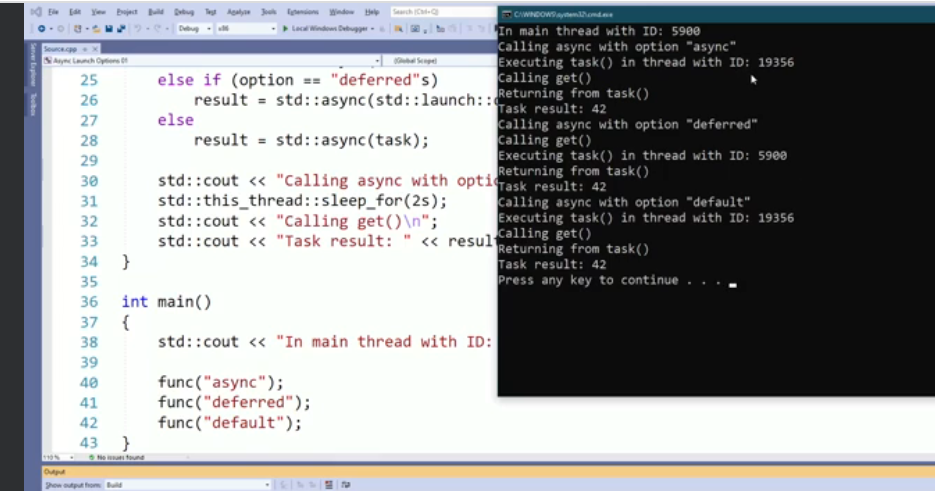 File Edit View Project Build Debug Test Analyze Tools Extensions Window Help Search (Ctrl+Q)
Debug x86 Local Windows Debugger
Server Explorer
Toolbox
Source.cpp
Async Launch Options 01 (Global Scope)
25 else if (option == "deferred"s)
26 result = std::async(std::launch::
27 else
28 result = std::async(task);
29
30 std::cout << "Calling async with optio
31 std::this_thread::sleep_for(2s);
32 std::cout << "Calling get()\n";
33 std::cout << "Task result: " << resul
34 }
35
36 int main()
37 {
38 std::cout << "In main thread with ID:
39
40 func("async");
41 func("deferred");
42 func("default");
43 }
110 % No issues found
Output
Show output from: Build
C:\WINDOWS\system32\cmd.exe
In main thread with ID: 5900
Calling async with option "async"
Executing task() in thread with ID: 19356
Calling get()
Returning from task()
Task result: 42
Calling async with option "deferred"
Calling get()
Executing task() in thread with ID: 5900
Returning from task()
Task result: 42
Calling async with option "default"
Executing task() in thread with ID: 19356
Calling get()
Returning from task()
Task result: 42
Press any key to continue . . .